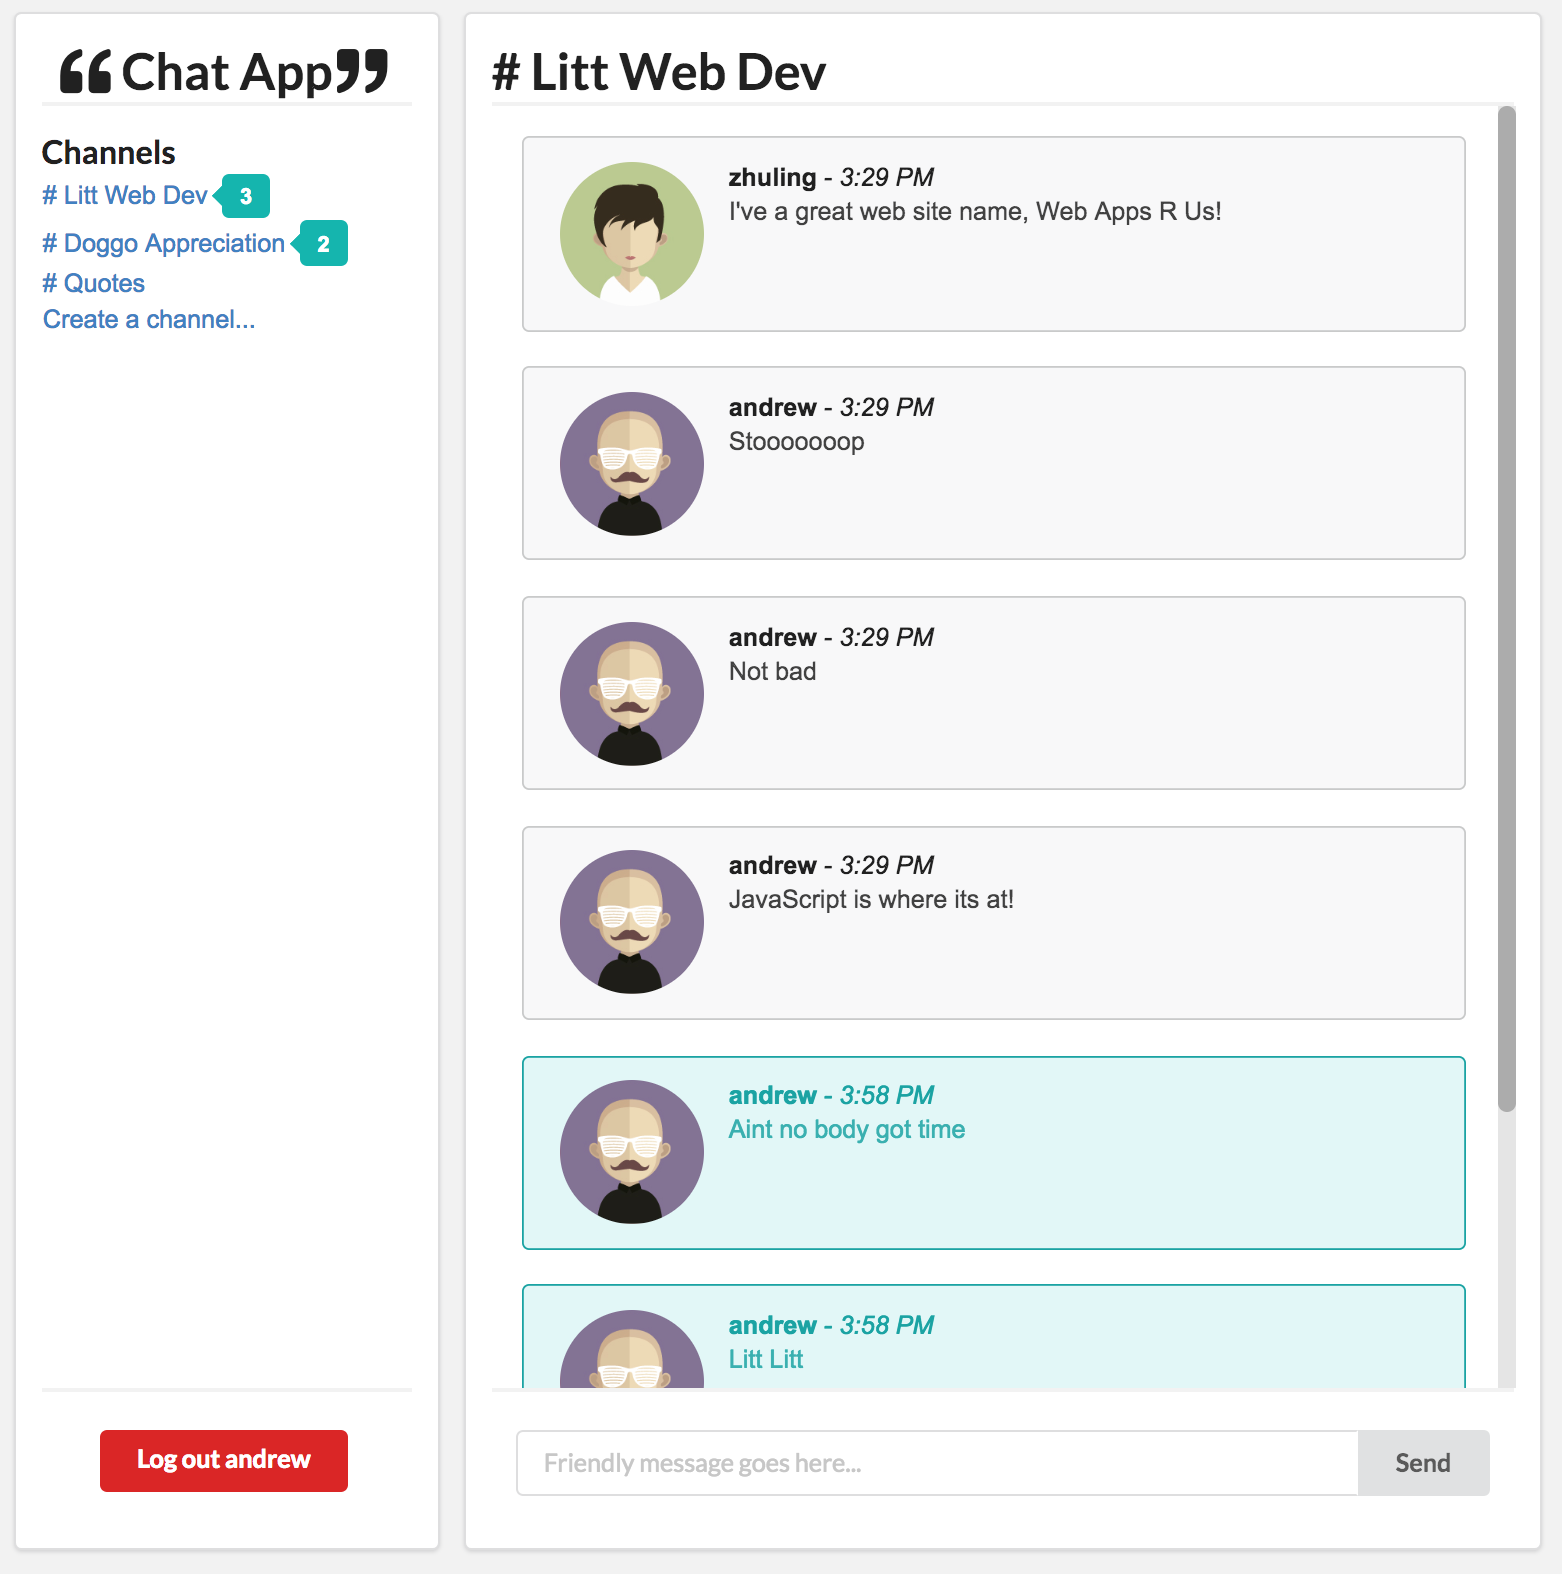 “Chat App”
Channels
# Litt Web Dev 3
# Doggo Appreciation 2
# Quotes
Create a channel...
Log out andrew
# Litt Web Dev
zhuling - 3:29 PM
I've a great web site name, Web Apps R Us!
andrew - 3:29 PM
Stooooooop
andrew - 3:29 PM
Not bad
andrew - 3:29 PM
JavaScript is where its at!
andrew - 3:58 PM
Aint no body got time
andrew - 3:58 PM
Litt Litt
Friendly message goes here...
Send